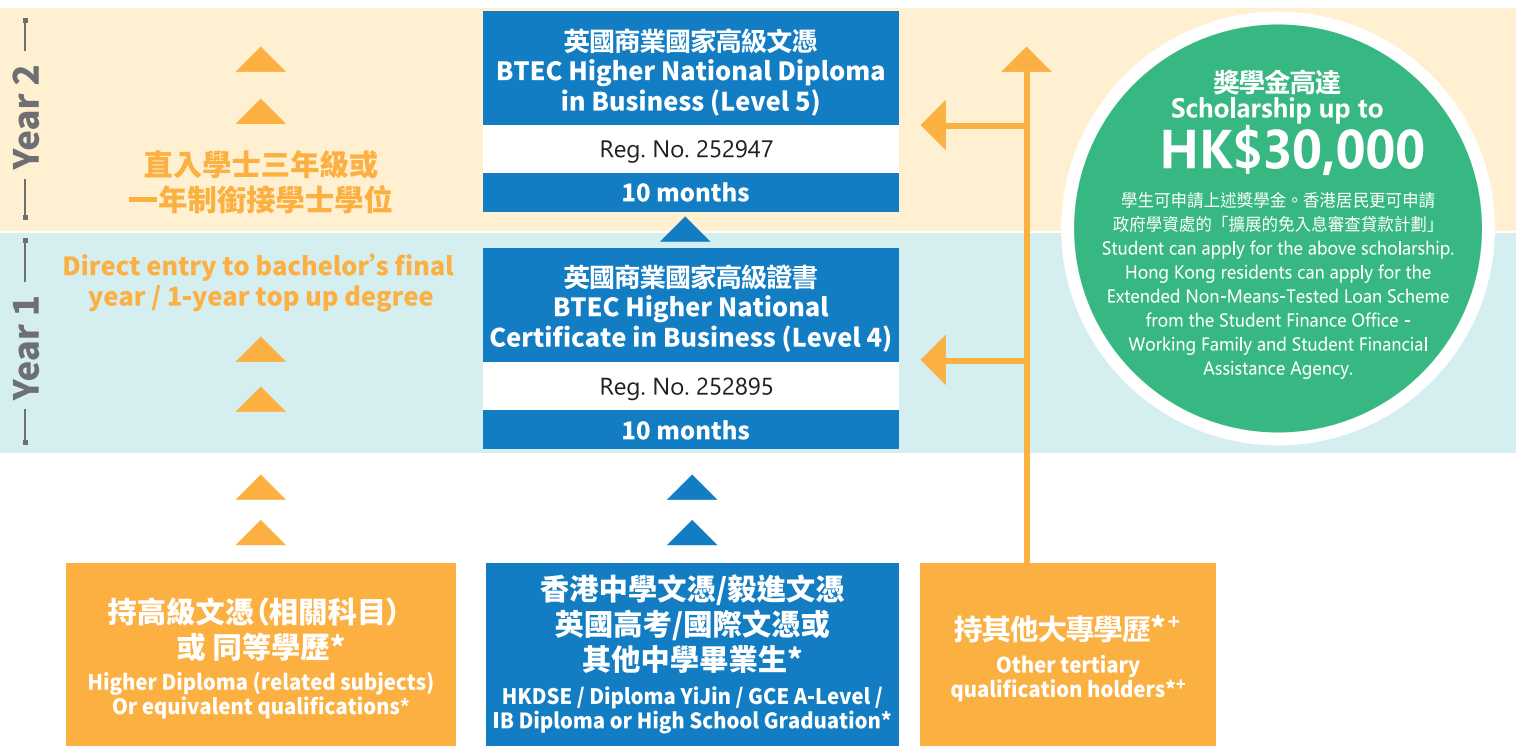 Year 2
Year 1
直入學士三年級或
一年制銜接學士學位
Direct entry to bachelor's final
year / 1-year top up degree
英國商業國家高級文憑
BTEC Higher National Diploma
in Business (Level 5)
Reg. No. 252947
10 months
英國商業國家高級證書
BTEC Higher National
Certificate in Business (Level 4)
Reg. No. 252895
10 months
獎學金高達
Scholarship up to
HK$30,000
學生可申請上述獎學金。香港居民更可申請
政府學資處的「擴展的免入息審查貸款計劃」
Student can apply for the above scholarship.
Hong Kong residents can apply for the
Extended Non-Means-Tested Loan Scheme
from the Student Finance Office -
Working Family and Student Financial
Assistance Agency.
持高級文憑(相關科目)
或 同等學歷*
Higher Diploma (related subjects)
Or equivalent qualifications*
香港中學文憑/毅進文憑
英國高考/國際文憑或
其他中學畢業生*
HKDSE / Diploma YiJin / GCE A-Level /
IB Diploma or High School Graduation*
持其他大專學歷*+
Other tertiary
qualification holders*+